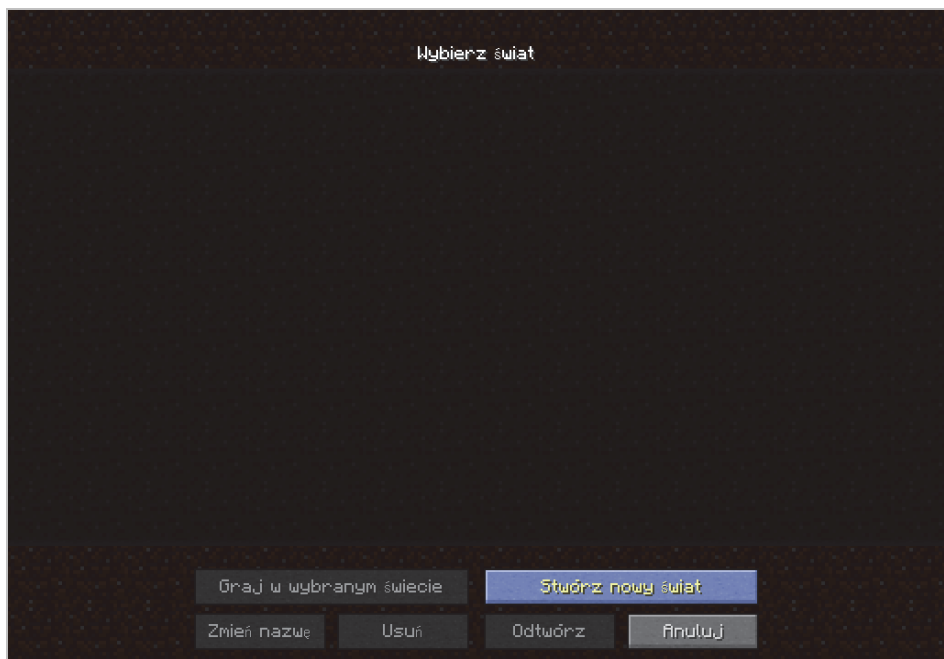 Wybierz świat
Graj w wybranym świecie
Stwórz nowy świat
Zmień nazwę
Usuń
Odtwórz
Anuluj